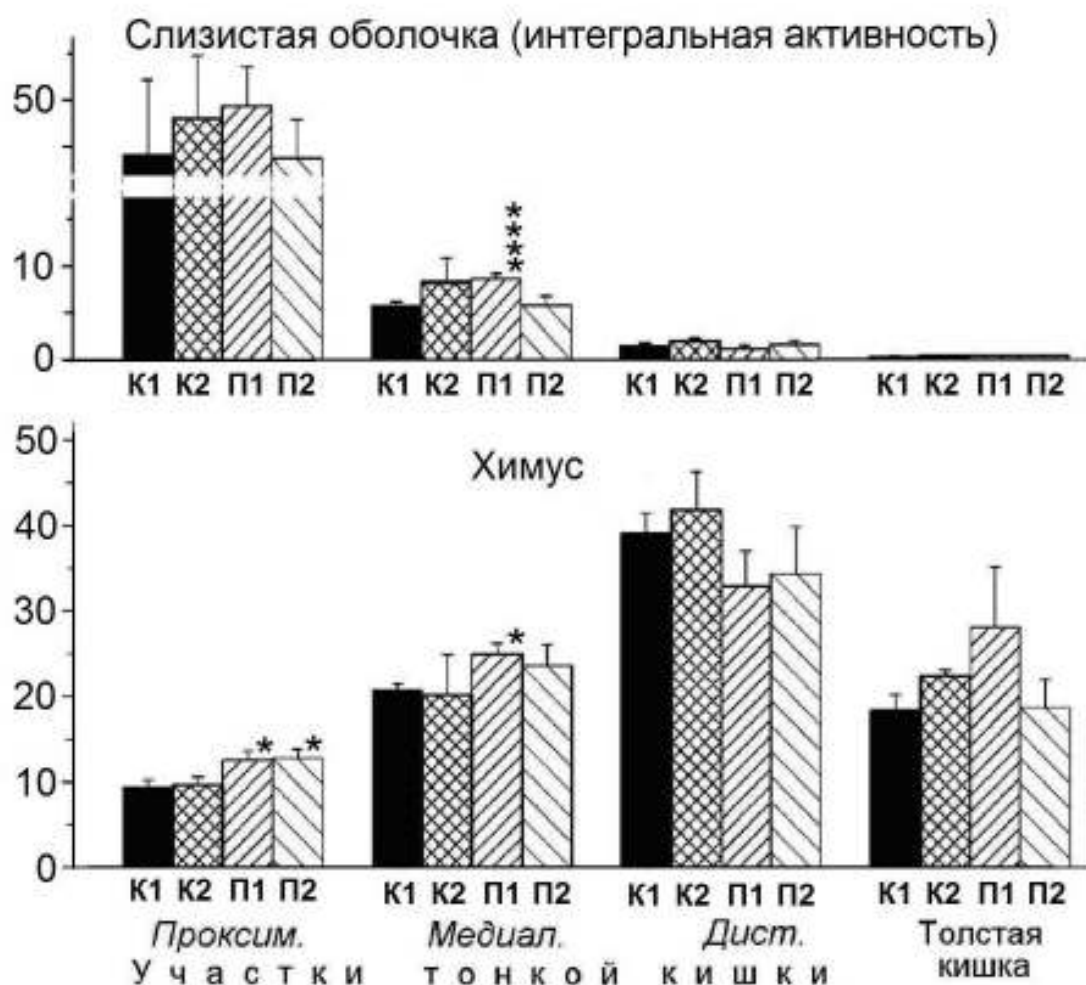 Слизистая оболочка (интегральная активность)
50
10
****
0
К1 К2 П1 П2 К1 К2 П1 П2 К1 К2 П1 П2 К1 К2 П1 П2
50
Химус
40
30
*
20
* *
10
0
К1 К2 П1 П2 К1 К2 П1 П2 К1 К2 П1 П2 К1 К2 П1 П2
Проксим. Медиал. Дист. Толстая
Участки тонкой кишки кишка